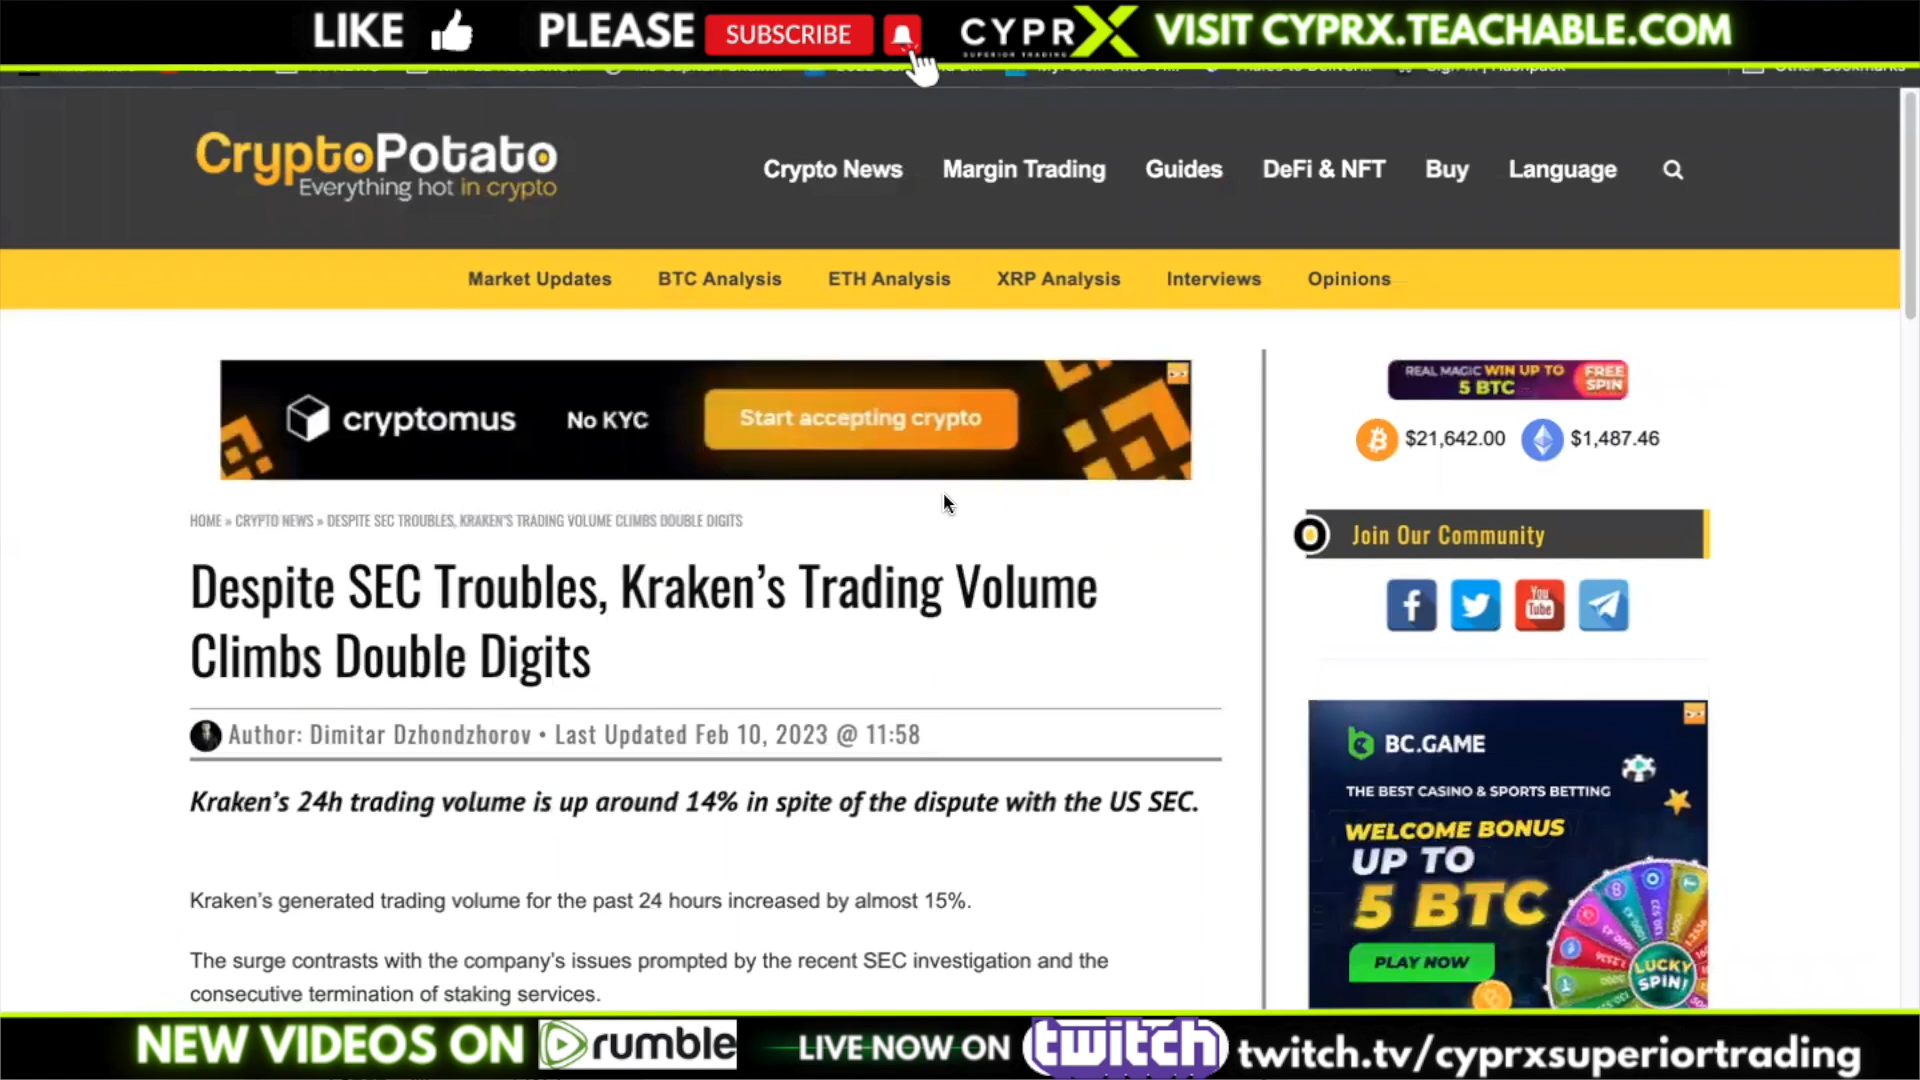 LIKE PLEASE SUBSCRIBE CYPRX VISIT CYPRX.TEACHABLE.COM
SUPERIOR TRADING
CryptoPotato
Everything hot in crypto
Crypto News Margin Trading Guides DeFi & NFT Buy Language
Market Updates BTC Analysis ETH Analysis XRP Analysis Interviews Opinions
cryptomus No KYC Start accepting crypto
REAL MAGIC WIN UP TO
5 BTC
FREE
SPIN
$21,642.00 $1,487.46
HOME » CRYPTO NEWS » DESPITE SEC TROUBLES, KRAKEN'S TRADING VOLUME CLIMBS DOUBLE DIGITS
Join Our Community
You
Tube
Despite SEC Troubles, Kraken’s Trading Volume
Climbs Double Digits
Author: Dimitar Dzhondzhorov • Last Updated Feb 10, 2023 @ 11:58
Kraken’s 24h trading volume is up around 14% in spite of the dispute with the US SEC.
Kraken’s generated trading volume for the past 24 hours increased by almost 15%.
The surge contrasts with the company’s issues prompted by the recent SEC investigation and the
consecutive termination of staking services.
BC.GAME
THE BEST CASINO & SPORTS BETTING
WELCOME BONUS
UP TO
5 BTC
PLAY NOW
LUCKY
SPIN!
NEW VIDEOS ON rumble LIVE NOW ON twitch twitch.tv/cyprxsuperiortrading